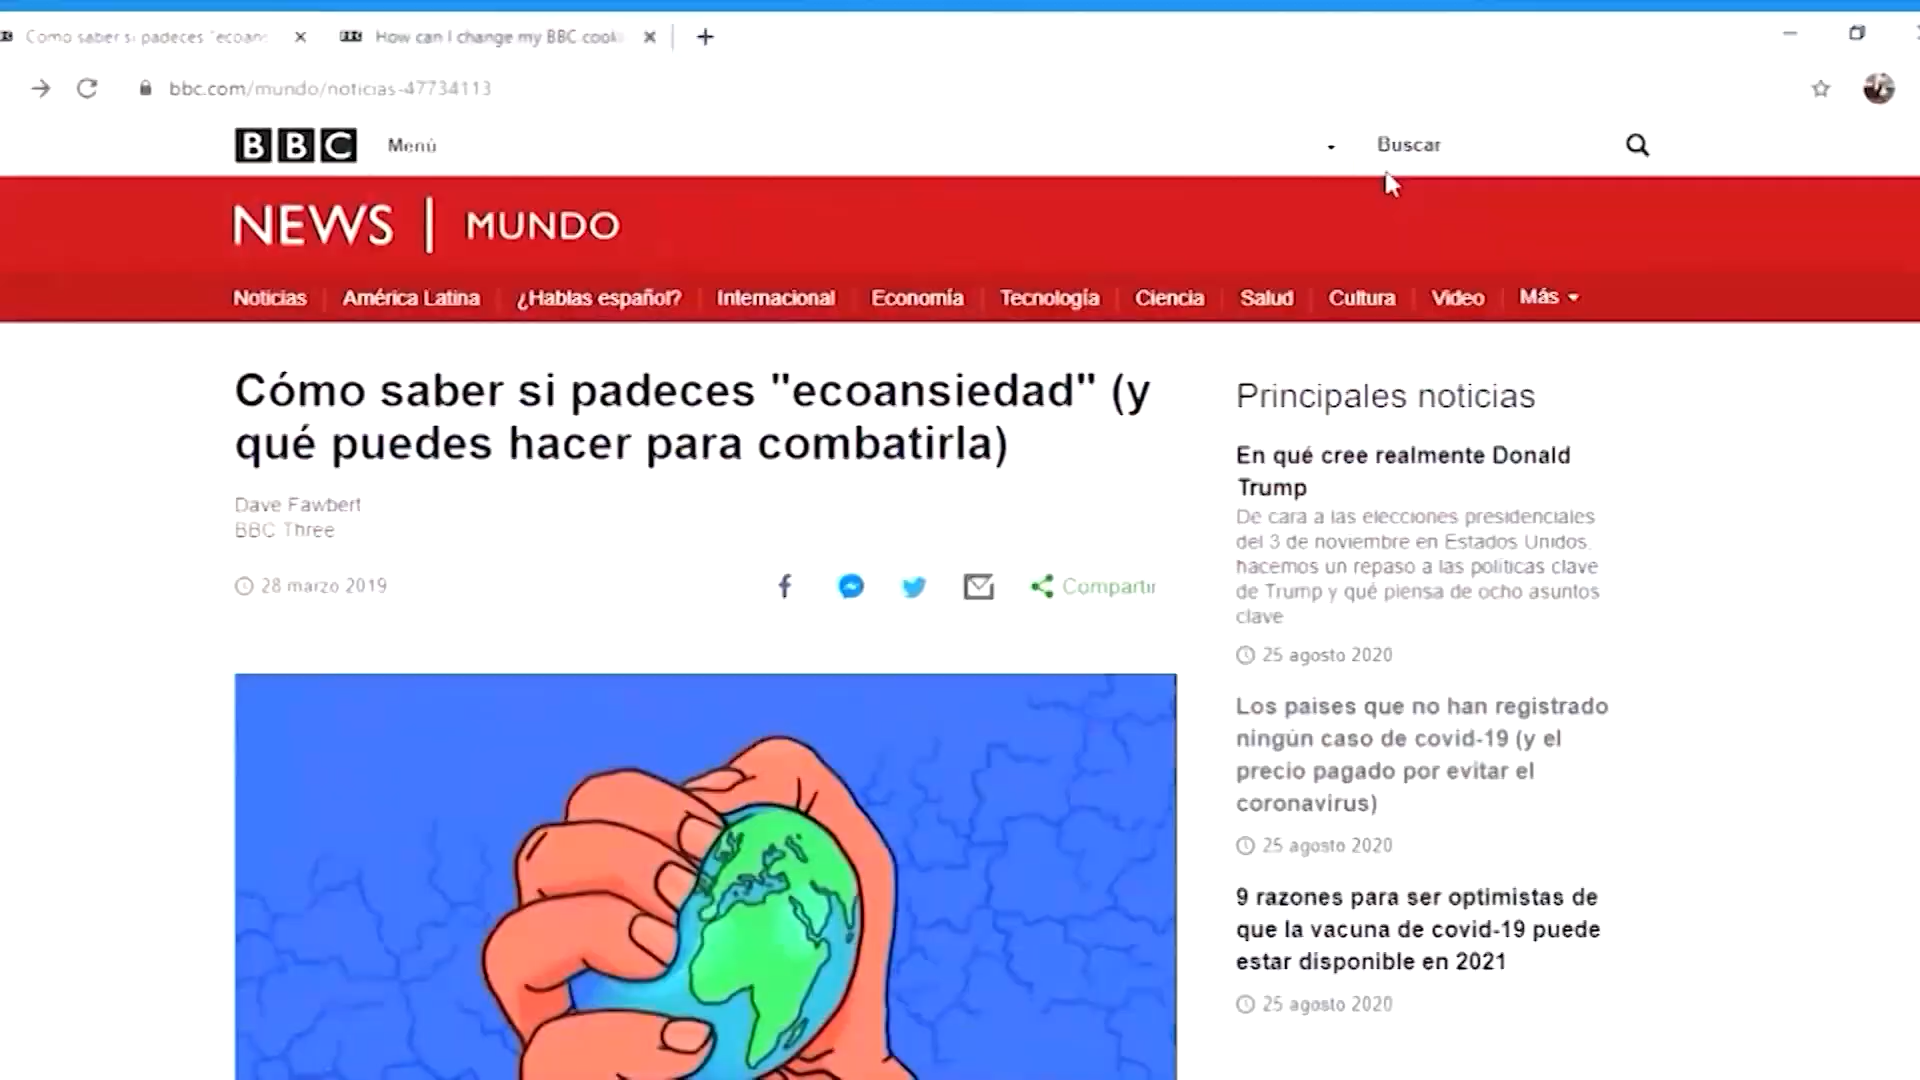 Como saber si padeces "ecoans
How can I change my BBC cook
bbc.com/mundo/noticias-47734113
BBC
Menú
Buscar
NEWS | MUNDO
Noticias
América Latina
¿Hablas español?
Internacional
Economía
Tecnología
Ciencia
Salud
Cultura
Video
Más
Cómo saber si padeces "ecoansiedad" (y
qué puedes hacer para combatirla)
Dave Fawbert
BBC Three
28 marzo 2019
Compartir
Principales noticias
En qué cree realmente Donald
Trump
De cara a las elecciones presidenciales
del 3 de noviembre en Estados Unidos,
hacemos un repaso a las políticas clave
de Trump y qué piensa de ocho asuntos
clave
25 agosto 2020
Los países que no han registrado
ningún caso de covid-19 (y el
precio pagado por evitar el
coronavirus)
25 agosto 2020
9 razones para ser optimistas de
que la vacuna de covid-19 puede
estar disponible en 2021
25 agosto 2020